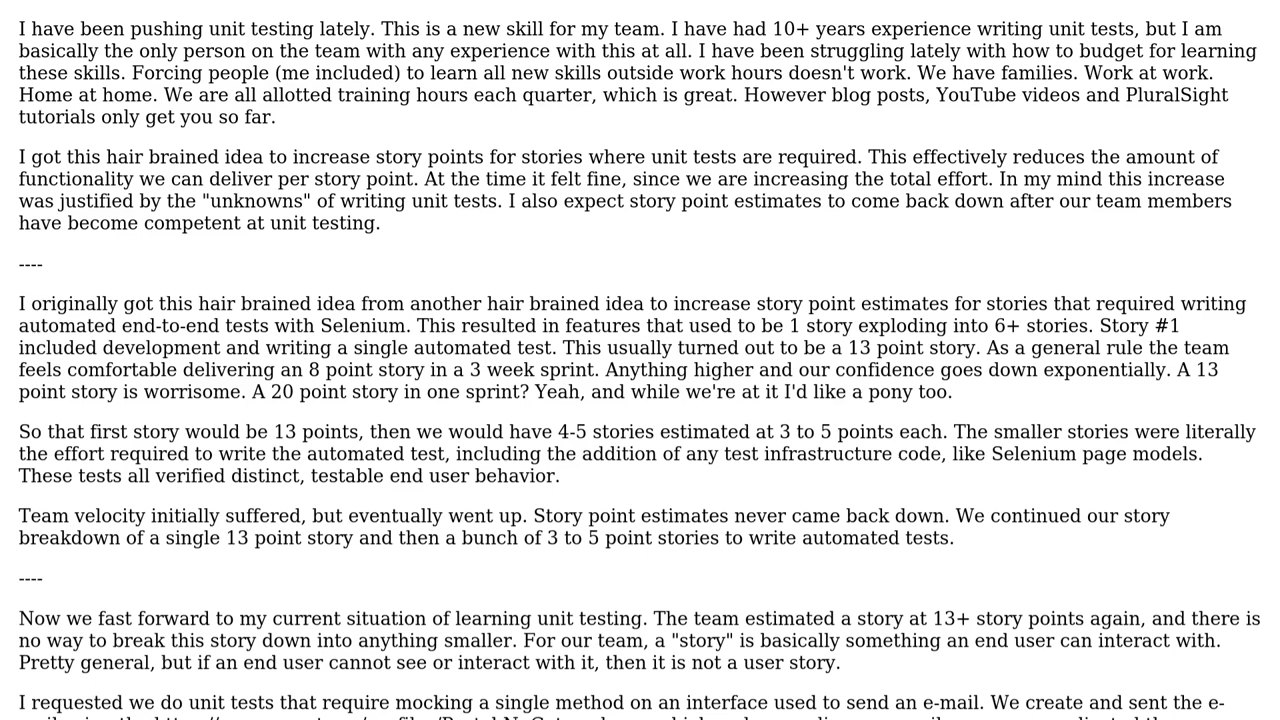 I have been pushing unit testing lately. This is a new skill for my team. I have had 10+ years experience writing unit tests, but I am
basically the only person on the team with any experience with this at all. I have been struggling lately with how to budget for learning
these skills. Forcing people (me included) to learn all new skills outside work hours doesn't work. We have families. Work at work.
Home at home. We are all allotted training hours each quarter, which is great. However blog posts, YouTube videos and PluralSight
tutorials only get you so far.
I got this hair brained idea to increase story points for stories where unit tests are required. This effectively reduces the amount of
functionality we can deliver per story point. At the time it felt fine, since we are increasing the total effort. In my mind this increase
was justified by the "unknowns" of writing unit tests. I also expect story point estimates to come back down after our team members
have become competent at unit testing.
----
I originally got this hair brained idea from another hair brained idea to increase story point estimates for stories that required writing
automated end-to-end tests with Selenium. This resulted in features that used to be 1 story exploding into 6+ stories. Story #1
included development and writing a single automated test. This usually turned out to be a 13 point story. As a general rule the team
feels comfortable delivering an 8 point story in a 3 week sprint. Anything higher and our confidence goes down exponentially. A 13
point story is worrisome. A 20 point story in one sprint? Yeah, and while we're at it I'd like a pony too.
So that first story would be 13 points, then we would have 4-5 stories estimated at 3 to 5 points each. The smaller stories were literally
the effort required to write the automated test, including the addition of any test infrastructure code, like Selenium page models.
These tests all verified distinct, testable end user behavior.
Team velocity initially suffered, but eventually went up. Story point estimates never came back down. We continued our story
breakdown of a single 13 point story and then a bunch of 3 to 5 point stories to write automated tests.
----
Now we fast forward to my current situation of learning unit testing. The team estimated a story at 13+ story points again, and there is
no way to break this story down into anything smaller. For our team, a "story" is basically something an end user can interact with.
Pretty general, but if an end user cannot see or interact with it, then it is not a user story.
I requested we do unit tests that require mocking a single method on an interface used to send an e-mail. We create and sent the e-